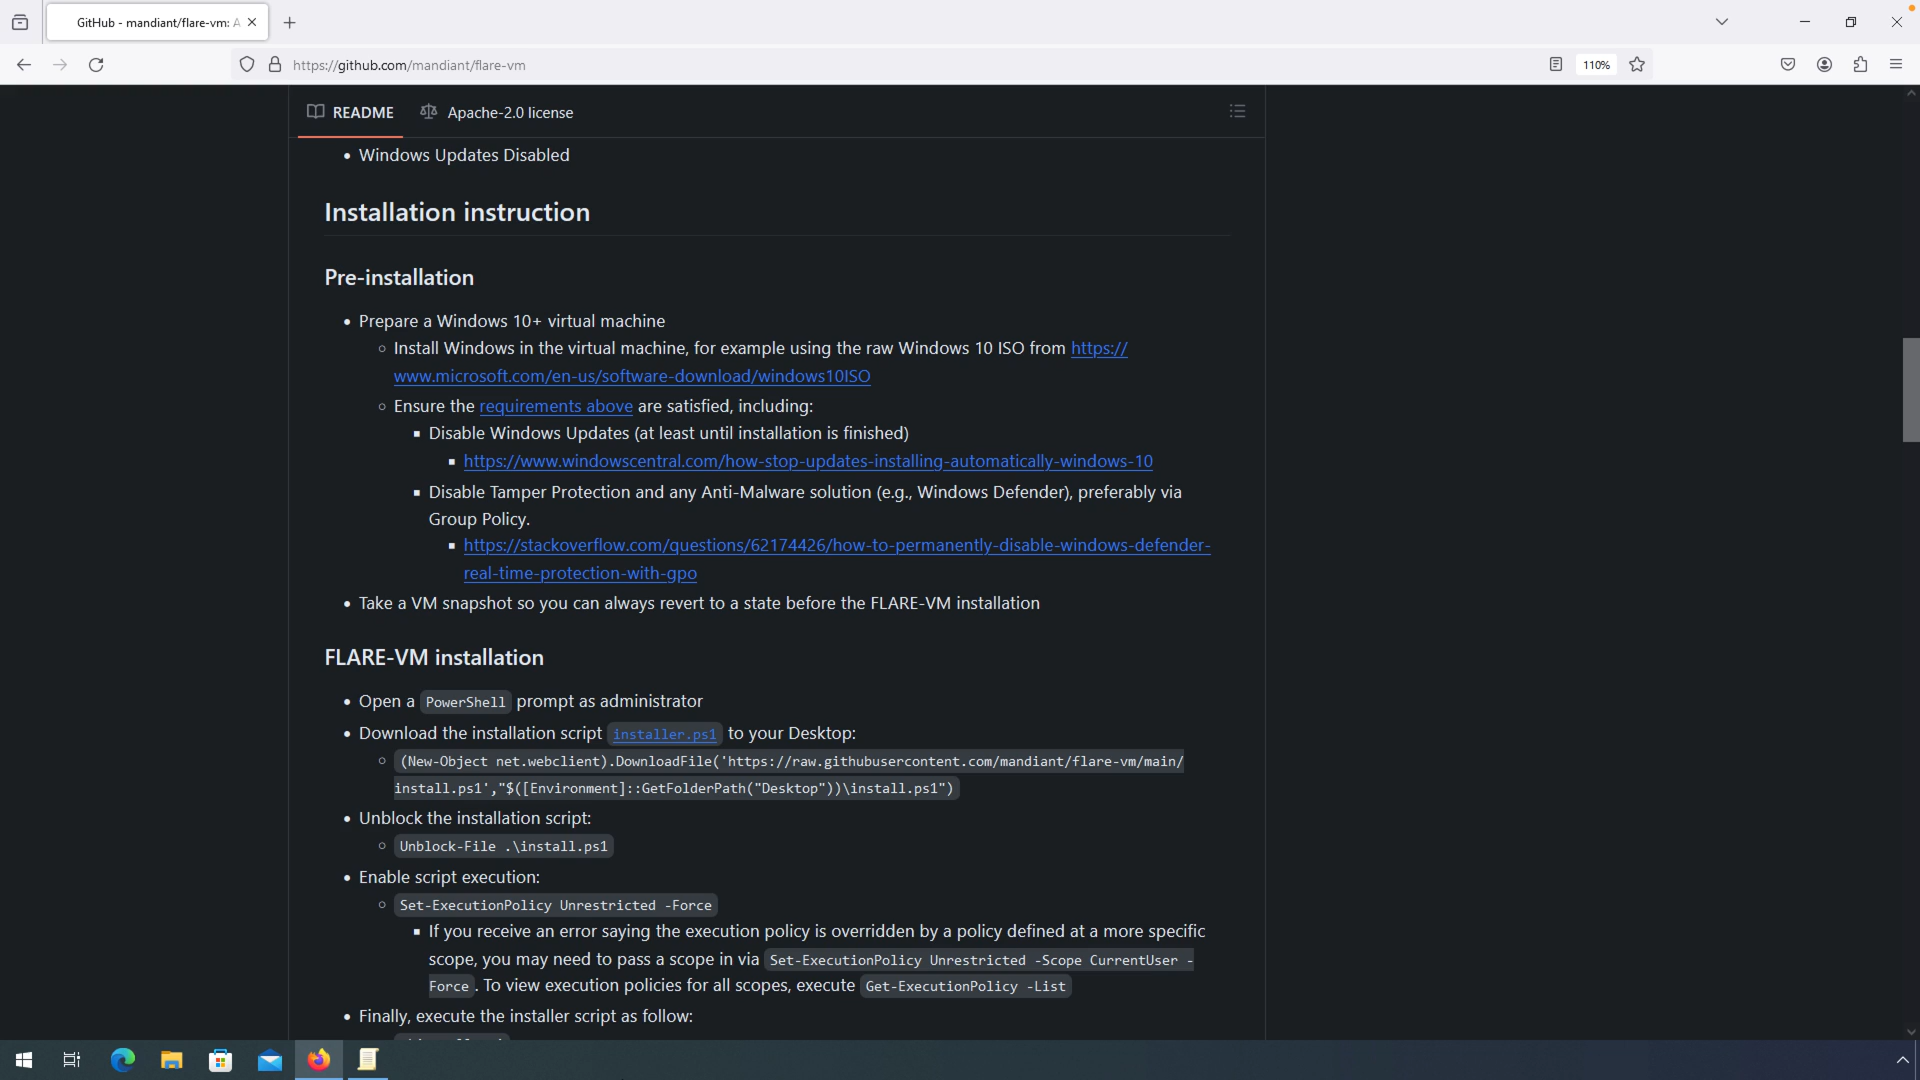 GitHub - mandiant/flare-vm: A
https://github.com/mandiant/flare-vm
110%
README
Apache-2.0 license
• Windows Updates Disabled
Installation instruction
Pre-installation
• Prepare a Windows 10+ virtual machine
○ Install Windows in the virtual machine, for example using the raw Windows 10 ISO from https://
www.microsoft.com/en-us/software-download/windows10ISO
○ Ensure the requirements above are satisfied, including:
▪ Disable Windows Updates (at least until installation is finished)
▪ https://www.windowscentral.com/how-stop-updates-installing-automatically-windows-10
▪ Disable Tamper Protection and any Anti-Malware solution (e.g., Windows Defender), preferably via
Group Policy.
▪ https://stackoverflow.com/questions/62174426/how-to-permanently-disable-windows-defender-
real-time-protection-with-gpo
• Take a VM snapshot so you can always revert to a state before the FLARE-VM installation
FLARE-VM installation
• Open a PowerShell prompt as administrator
• Download the installation script installer.ps1 to your Desktop:
○ (New-Object net.webclient).DownloadFile('https://raw.githubusercontent.com/mandiant/flare-vm/main/
install.ps1',"$([Environment]::GetFolderPath("Desktop"))\install.ps1")
• Unblock the installation script:
○ Unblock-File .\install.ps1
• Enable script execution:
○ Set-ExecutionPolicy Unrestricted -Force
▪ If you receive an error saying the execution policy is overridden by a policy defined at a more specific
scope, you may need to pass a scope in via Set-ExecutionPolicy Unrestricted -Scope CurrentUser -
Force. To view execution policies for all scopes, execute Get-ExecutionPolicy -List
• Finally, execute the installer script as follow: